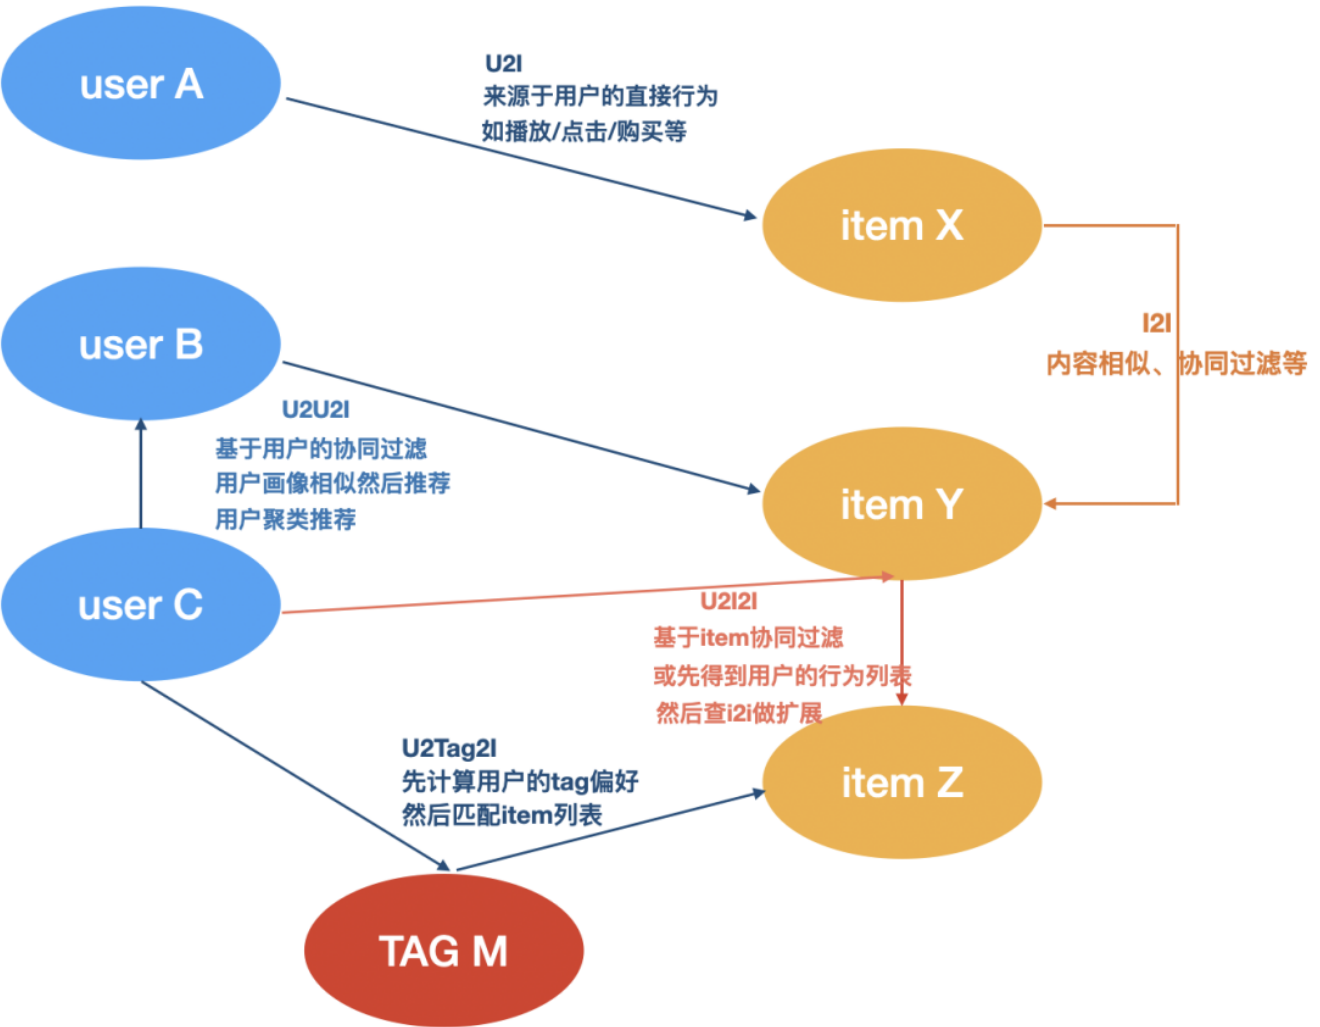 user A
U2I
来源于用户的直接行为
如播放/点击/购买等
item X
I2I
内容相似、协同过滤等
user B
U2U2I
基于用户的协同过滤
用户画像相似然后推荐
用户聚类推荐
item Y
user C
U2I2I
基于item协同过滤
或先得到用户的行为列表
然后查i2i做扩展
U2Tag2I
先计算用户的tag偏好
然后匹配item列表
item Z
TAG M